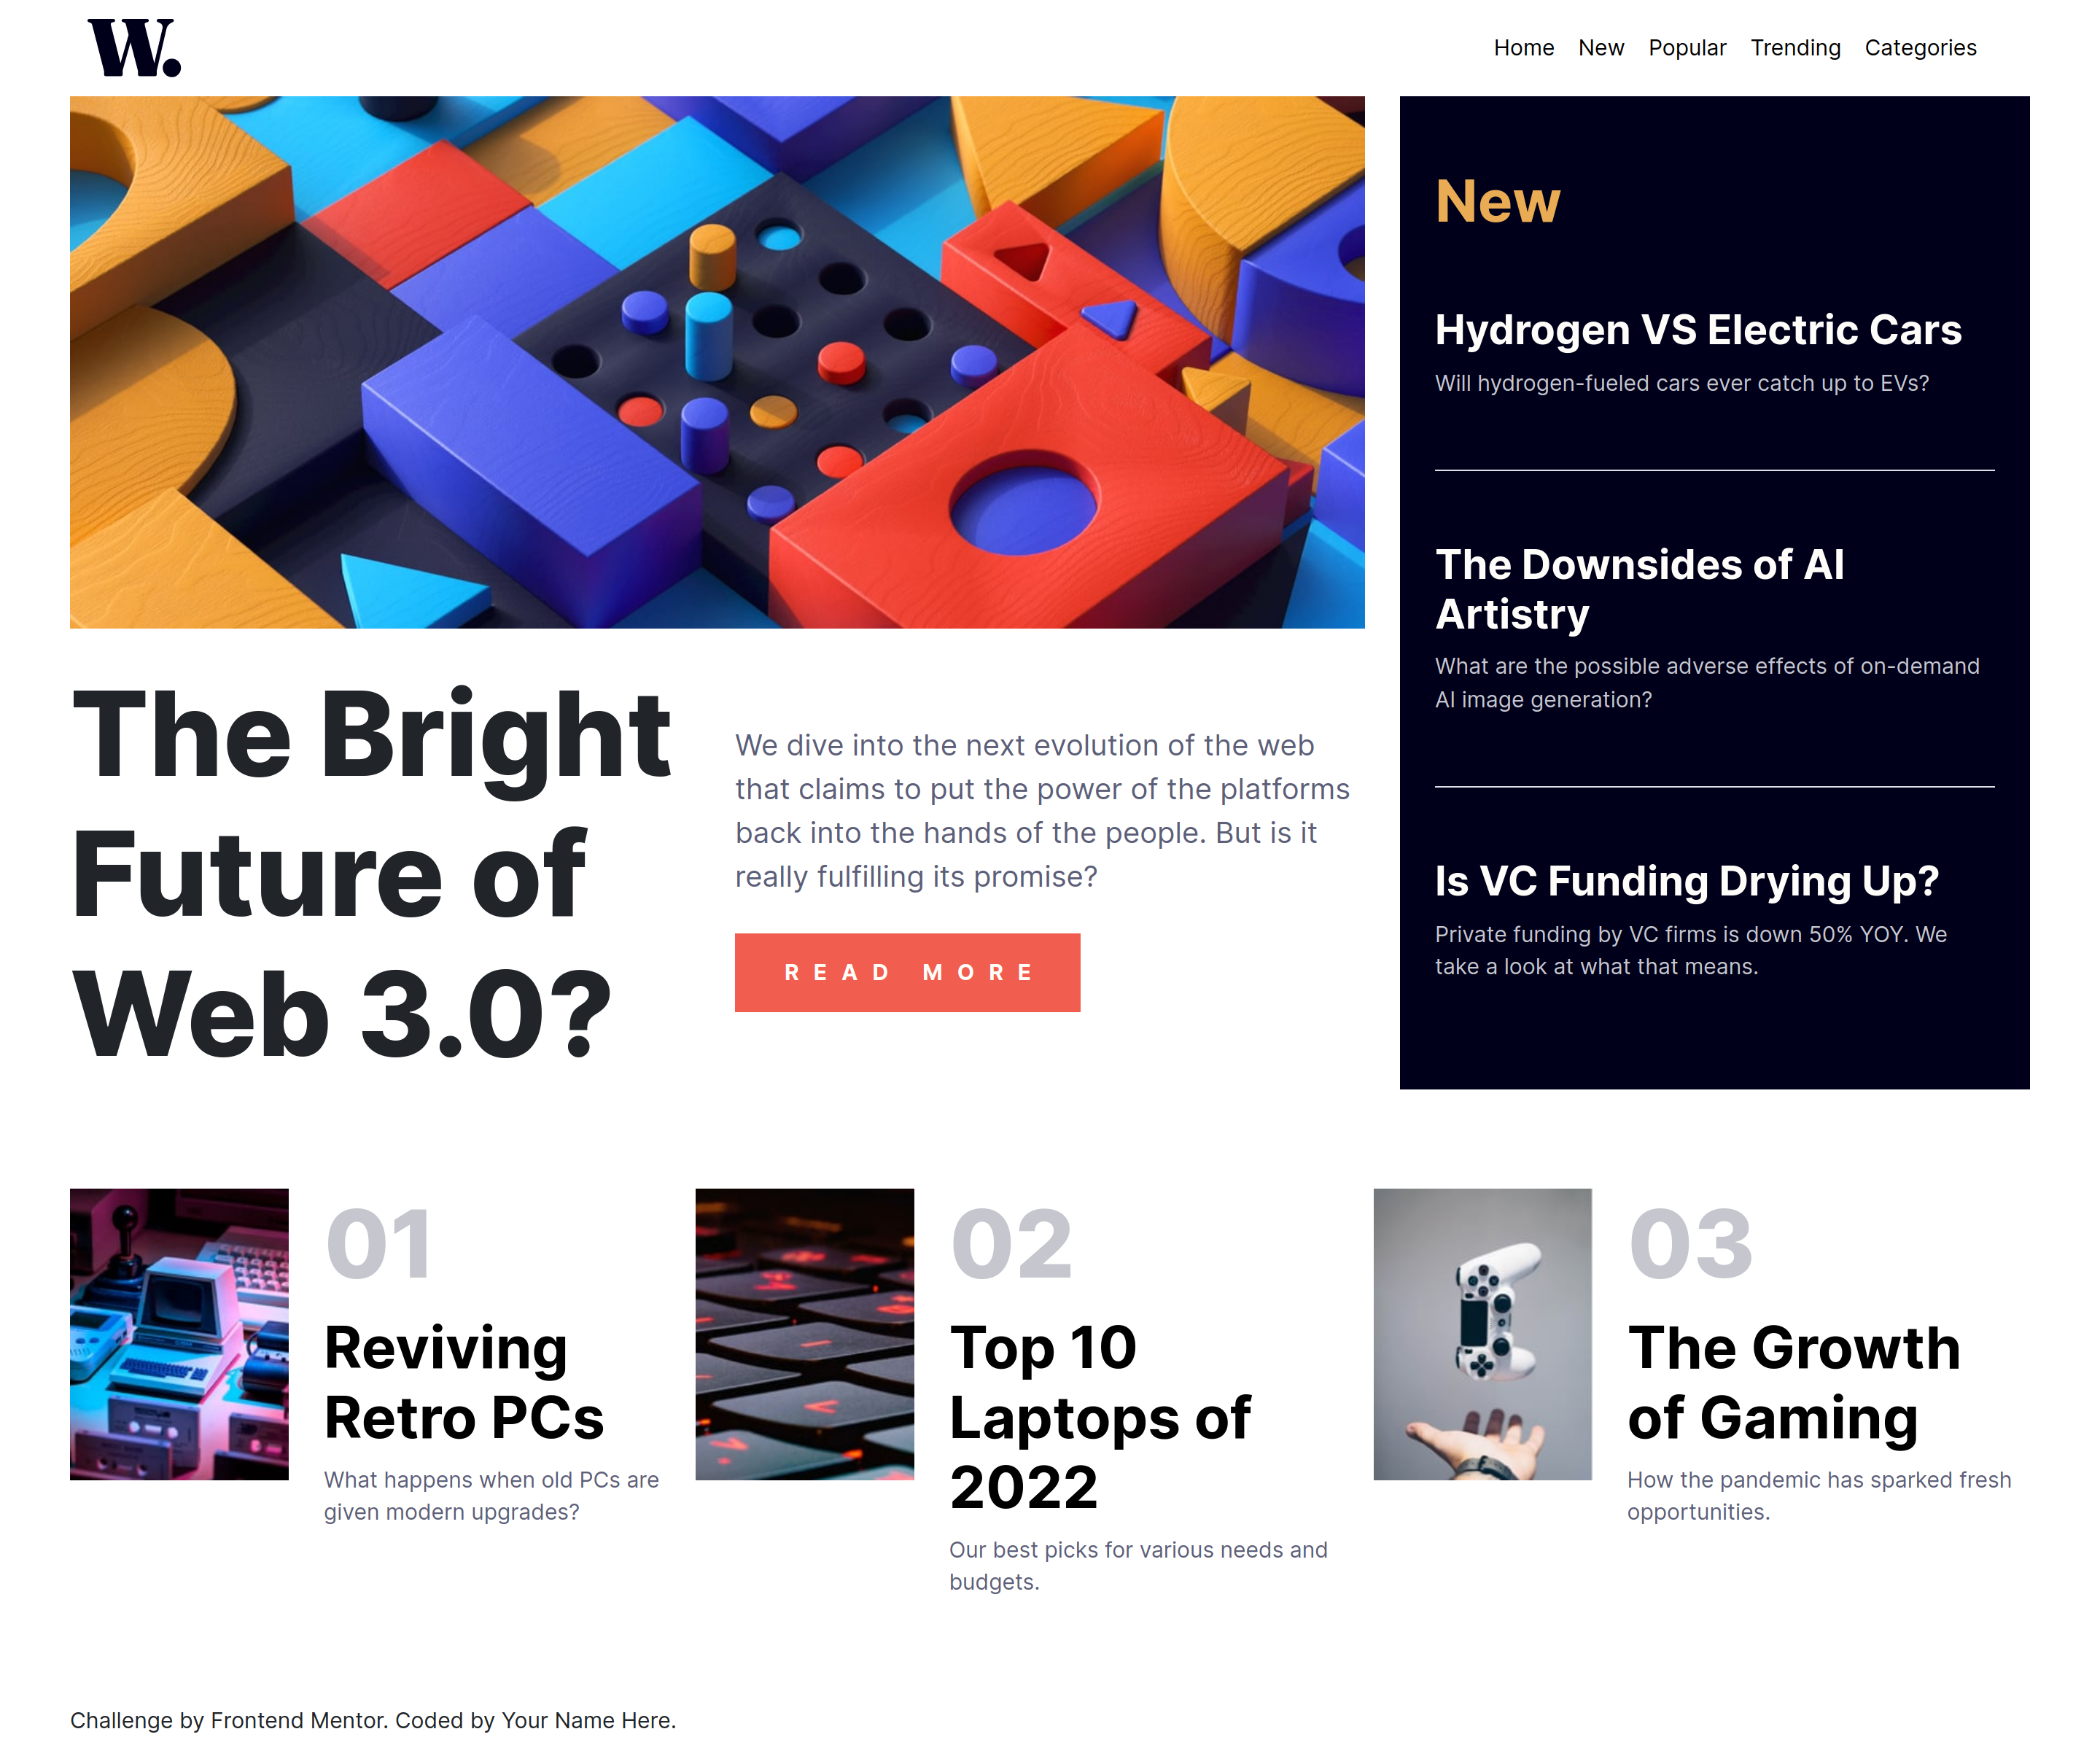 W.
Home New Popular Trending Categories
New
Hydrogen VS Electric Cars
Will hydrogen-fueled cars ever catch up to EVs?
The Downsides of AI
Artistry
What are the possible adverse effects of on-demand
AI image generation?
Is VC Funding Drying Up?
Private funding by VC firms is down 50% YOY. We
take a look at what that means.
The Bright
Future of
Web 3.0?
We dive into the next evolution of the web
that claims to put the power of the platforms
back into the hands of the people. But is it
really fulfilling its promise?
READ MORE
01
Reviving
Retro PCs
What happens when old PCs are
given modern upgrades?
02
Top 10
Laptops of
2022
Our best picks for various needs and
budgets.
03
The Growth
of Gaming
How the pandemic has sparked fresh
opportunities.
Challenge by Frontend Mentor. Coded by Your Name Here.